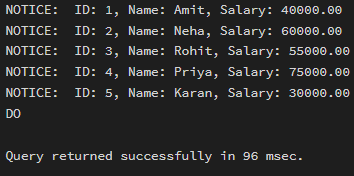 NOTICE:  ID: 1, Name: Amit, Salary: 40000.00
NOTICE:  ID: 2, Name: Neha, Salary: 60000.00
NOTICE:  ID: 3, Name: Rohit, Salary: 55000.00
NOTICE:  ID: 4, Name: Priya, Salary: 75000.00
NOTICE:  ID: 5, Name: Karan, Salary: 30000.00
DO
Query returned successfully in 96 msec.